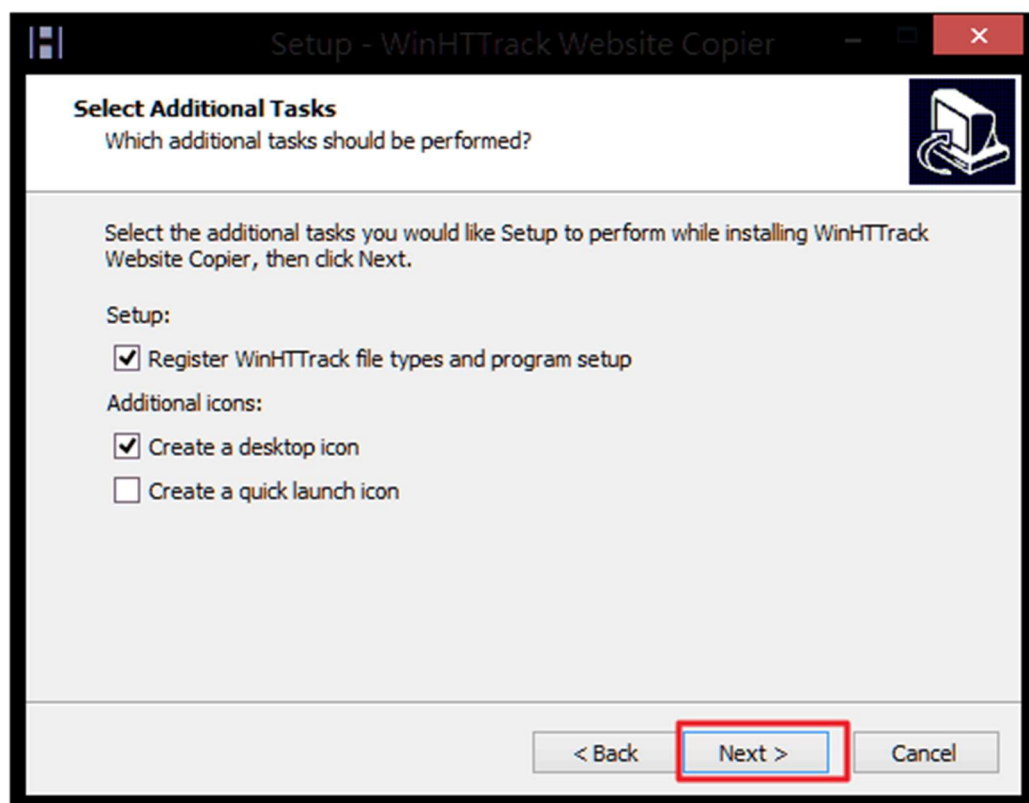 Setup - WinHTTrack Website Copier
Select Additional Tasks
Which additional tasks should be performed?
Select the additional tasks you would like Setup to perform while installing WinHTTrack
Website Copier, then click Next.
Setup:
Register WinHTTrack file types and program setup
Additional icons:
Create a desktop icon
Create a quick launch icon
< Back Next > Cancel